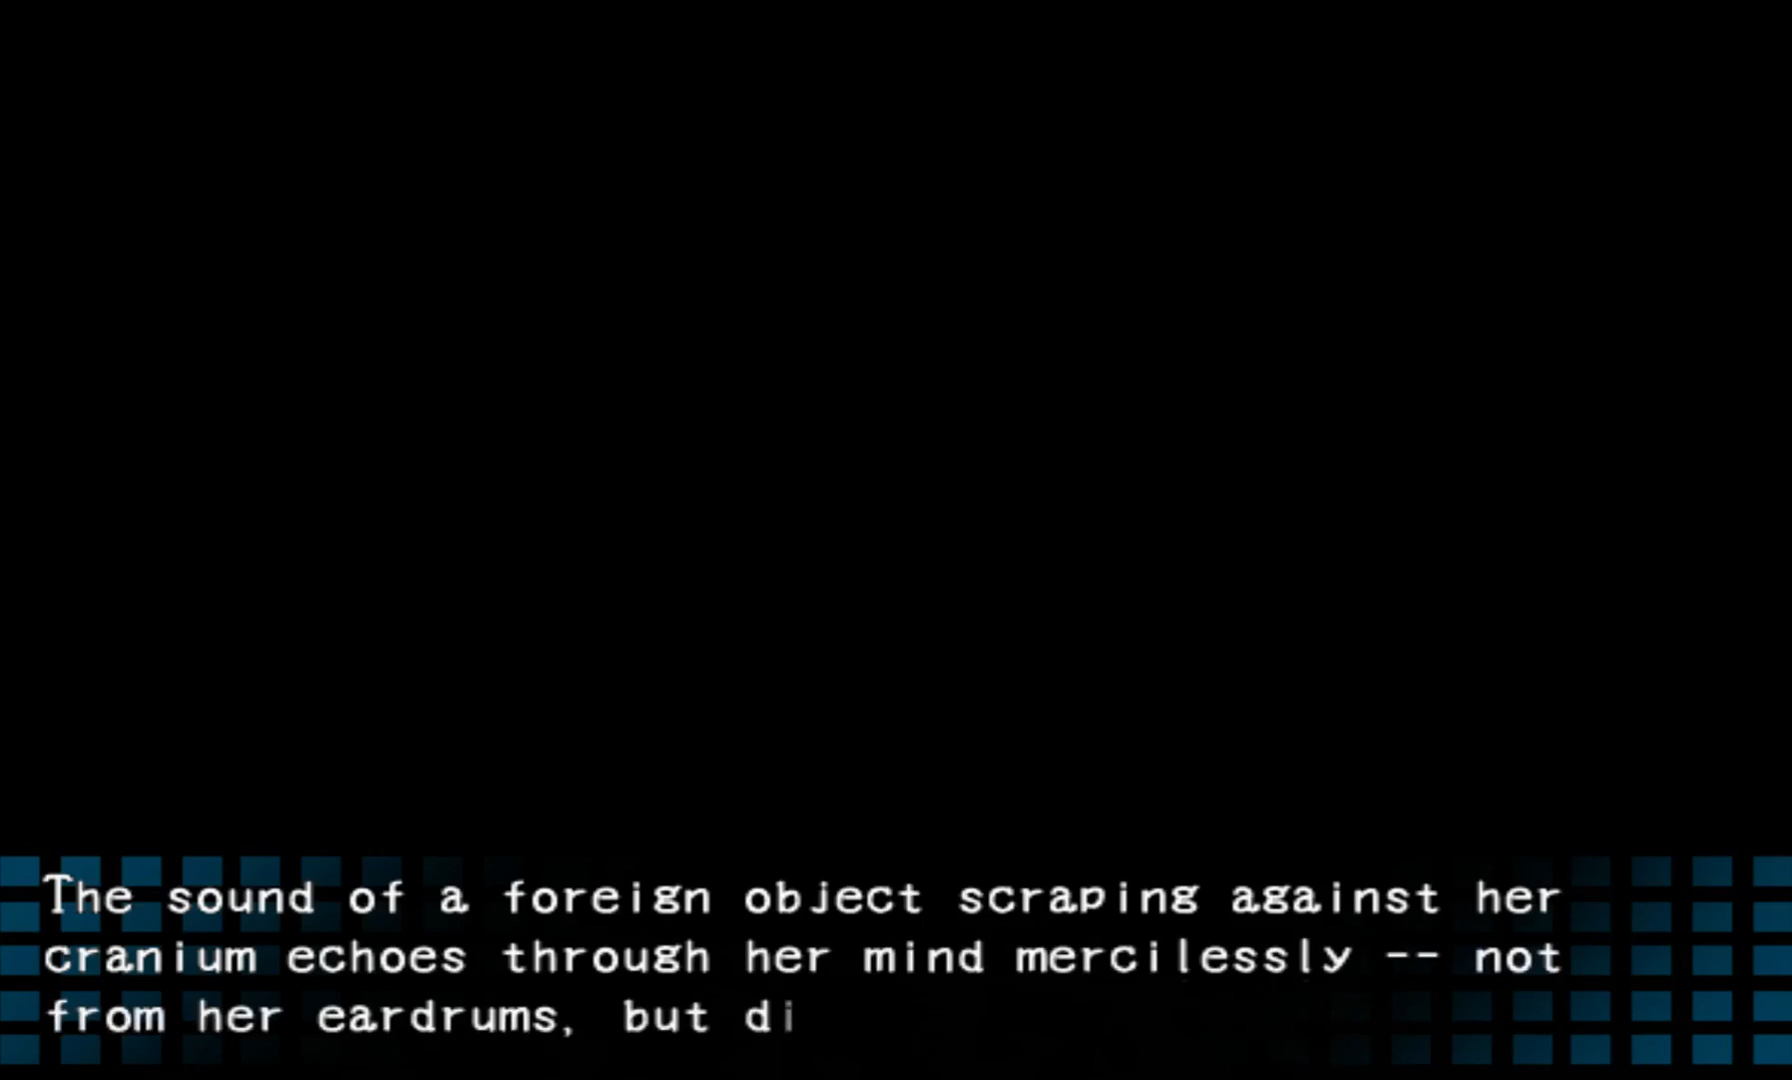 The sound of a foreign object scraping against her
cranium echoes through her mind mercilessly -- not
from her eardrums, but di